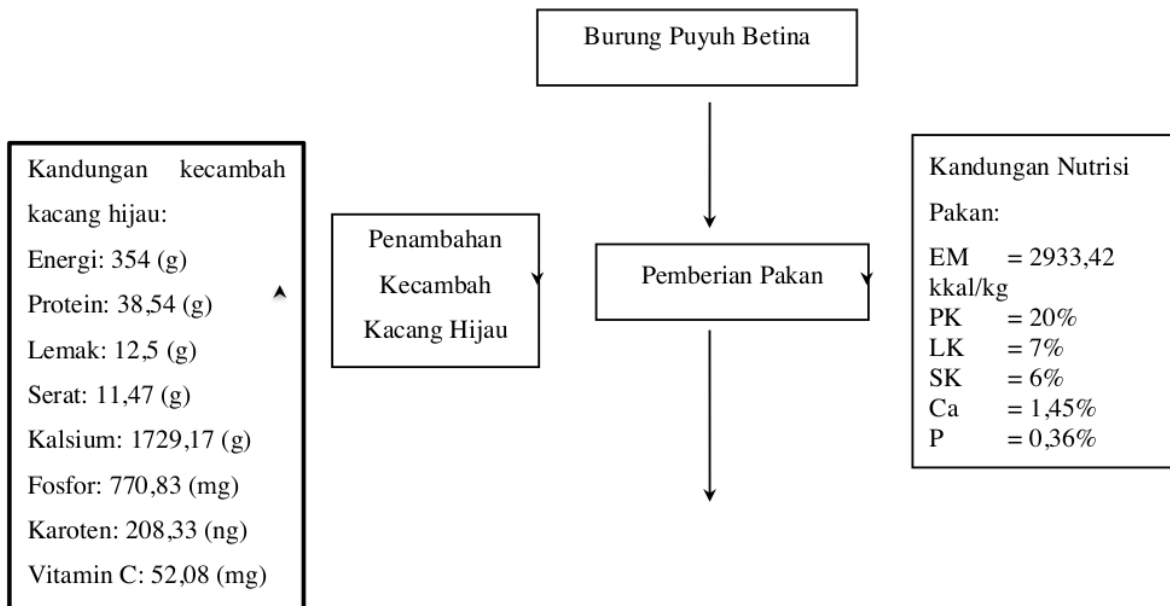 Burung Puyuh Betina
Kandungan kecambah
kacang hijau:
Energi: 354 (g)
Protein: 38,54 (g)
Lemak: 12,5 (g)
Serat: 11,47 (g)
Kalsium: 1729,17 (g)
Fosfor: 770,83 (mg)
Karoten: 208,33 (ng)
Vitamin C: 52,08 (mg)
Penambahan
Kecambah
Kacang Hijau
Pemberian Pakan
Kandungan Nutrisi
Pakan:
EM = 2933,42
kkal/kg
PK = 20%
LK = 7%
SK = 6%
Ca = 1,45%
P = 0,36%